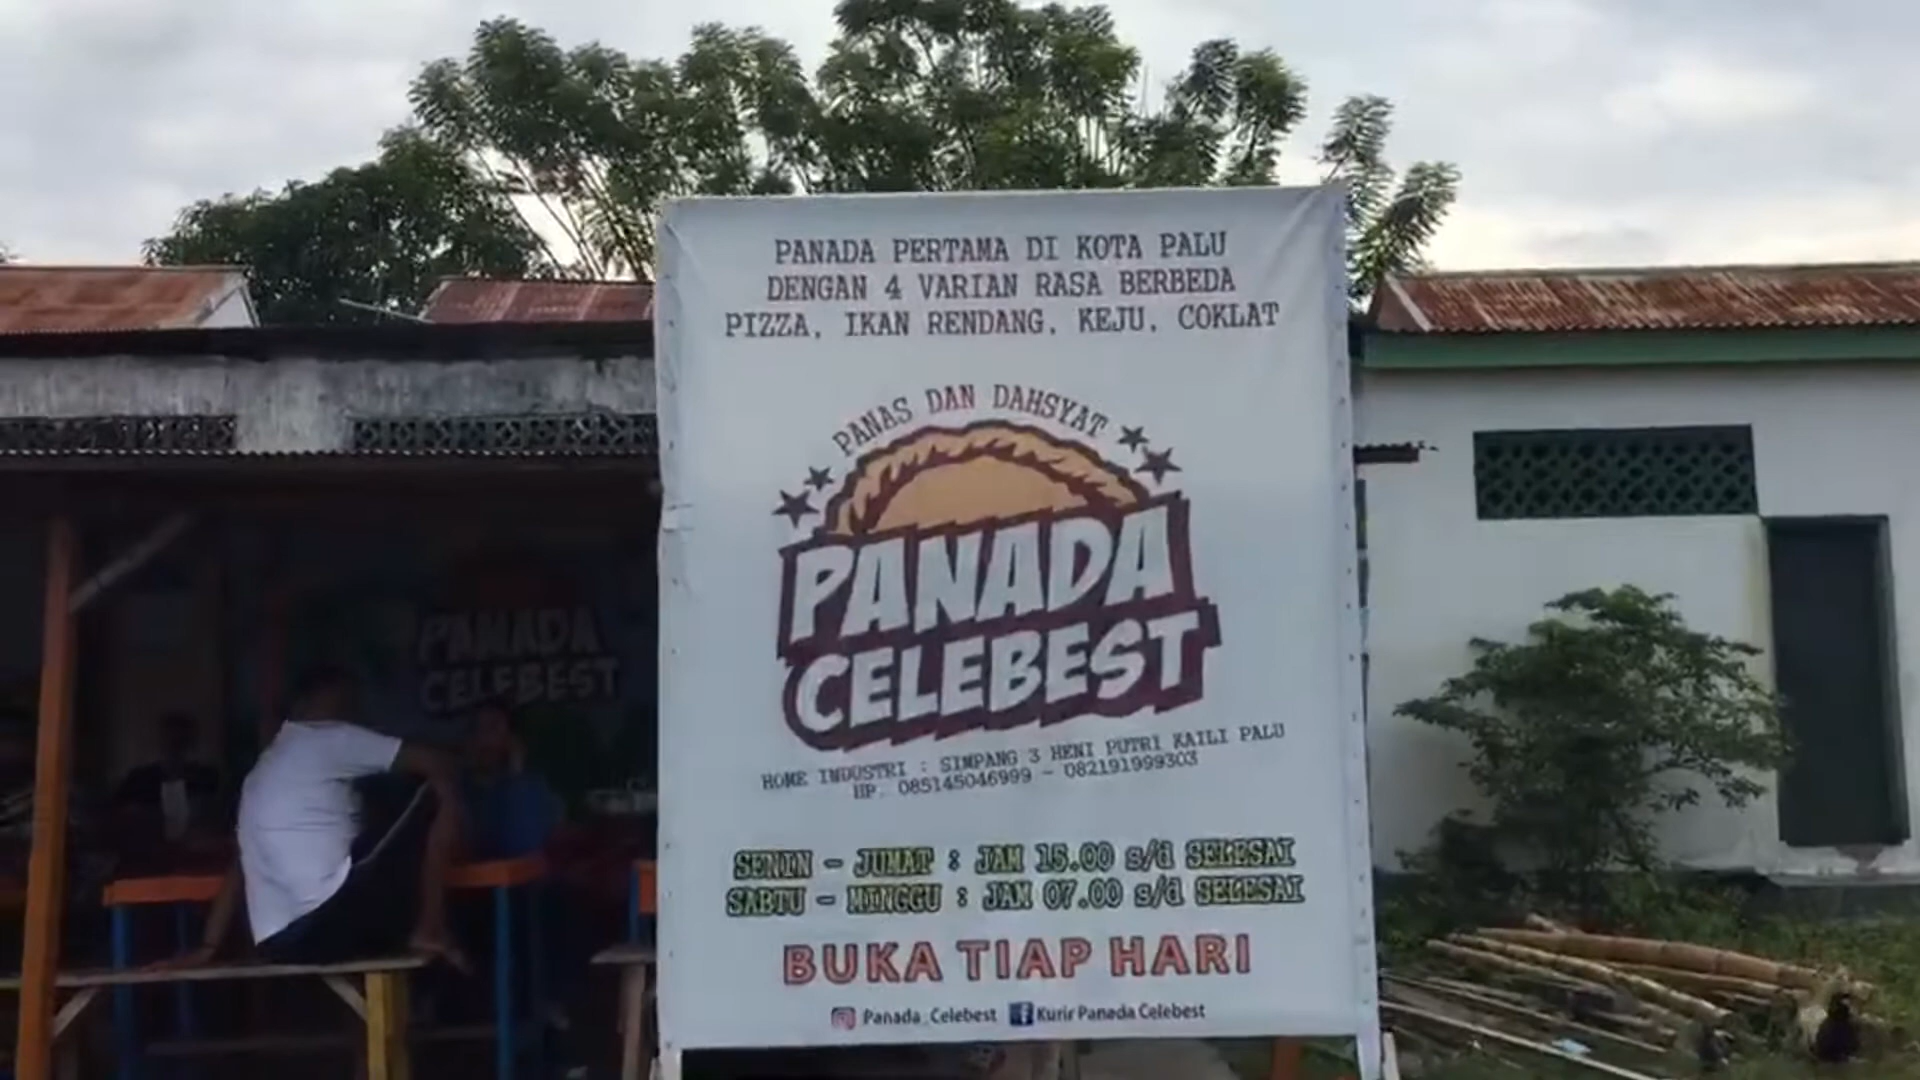 PANADA PERTAMA DI KOTA PALU
DENGAN 4 VARIAN RASA BERBEDA
PIZZA, IKAN RENDANG, KEJU, COKLAT
PANAS DAN DAHSYAT
PANADA
CELEBEST
HOME INDUSTRI : SIMPANG 3 HENI PUTRI KAILI PALU
HP. 085145046999 - 082191999303
SENIN - JUMAT : JAM 15.00 s/d SELESAI
SABTU - MINGGU : JAM 07.00 s/d SELESAI
BUKA TIAP HARI
Panada_Celebest Kurir Panada Celebest
PANADA
CELEBEST